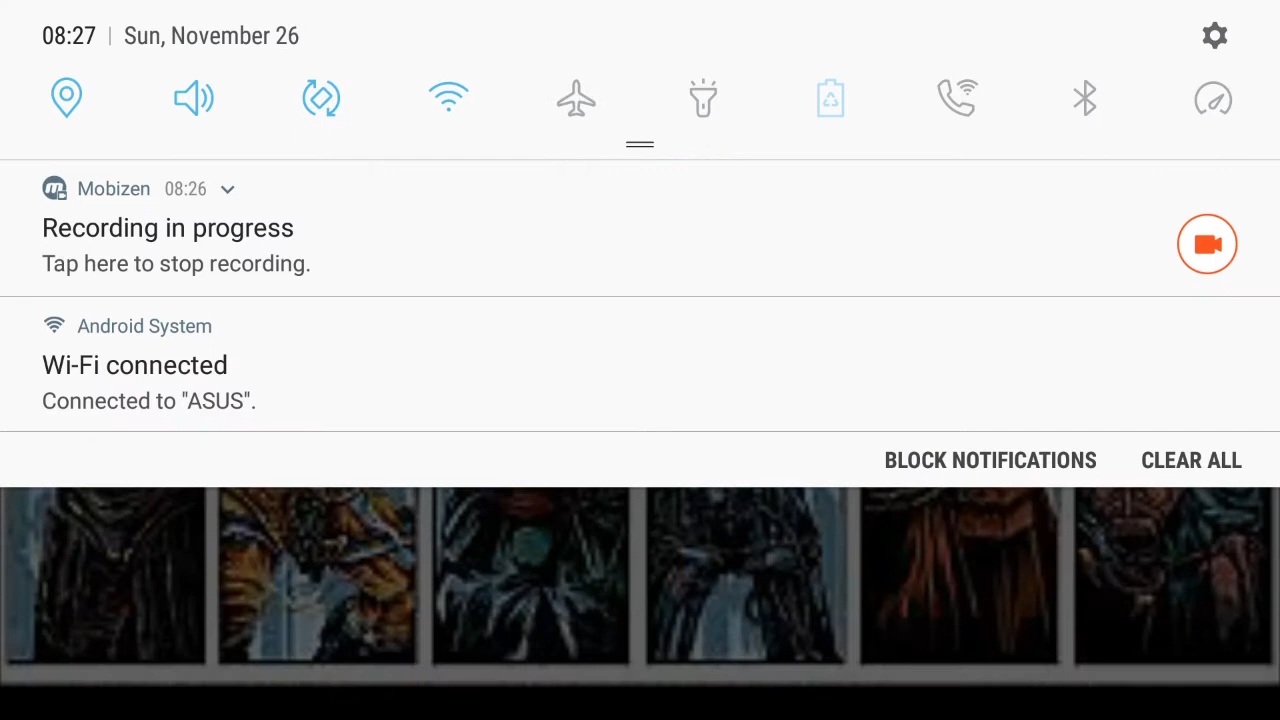 08:27 | Sun, November 26
Mobizen 08:26
Recording in progress
Tap here to stop recording.
Android System
Wi-Fi connected
Connected to "ASUS".
BLOCK NOTIFICATIONS CLEAR ALL